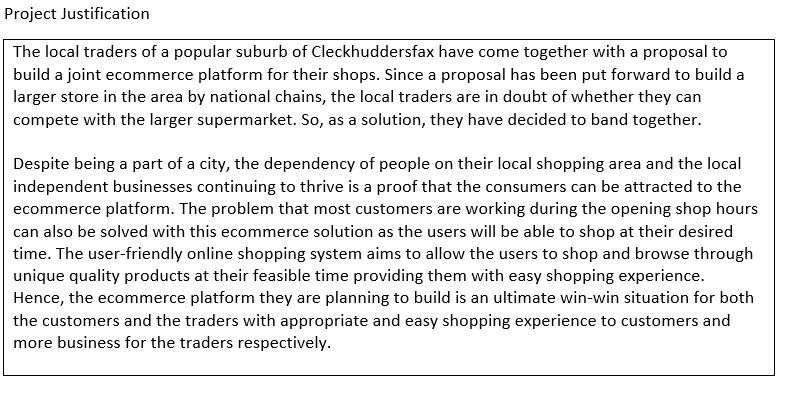 Project Justification
The local traders of a popular suburb of Cleckhuddersfax have come together with a proposal to
build a joint ecommerce platform for their shops. Since a proposal has been put forward to build a
larger store in the area by national chains, the local traders are in doubt of whether they can
compete with the larger supermarket. So, as a solution, they have decided to band together.
Despite being a part of a city, the dependency of people on their local shopping area and the local
independent businesses continuing to thrive is a proof that the consumers can be attracted to the
ecommerce platform. The problem that most customers are working during the opening shop hours
can also be solved with this ecommerce solution as the users will be able to shop at their desired
time. The user-friendly online shopping system aims to allow the users to shop and browse through
unique quality products at their feasible time providing them with easy shopping experience.
Hence, the ecommerce platform they are planning to build is an ultimate win-win situation for both
the customers and the traders with appropriate and easy shopping experience to customers and
more business for the traders respectively.